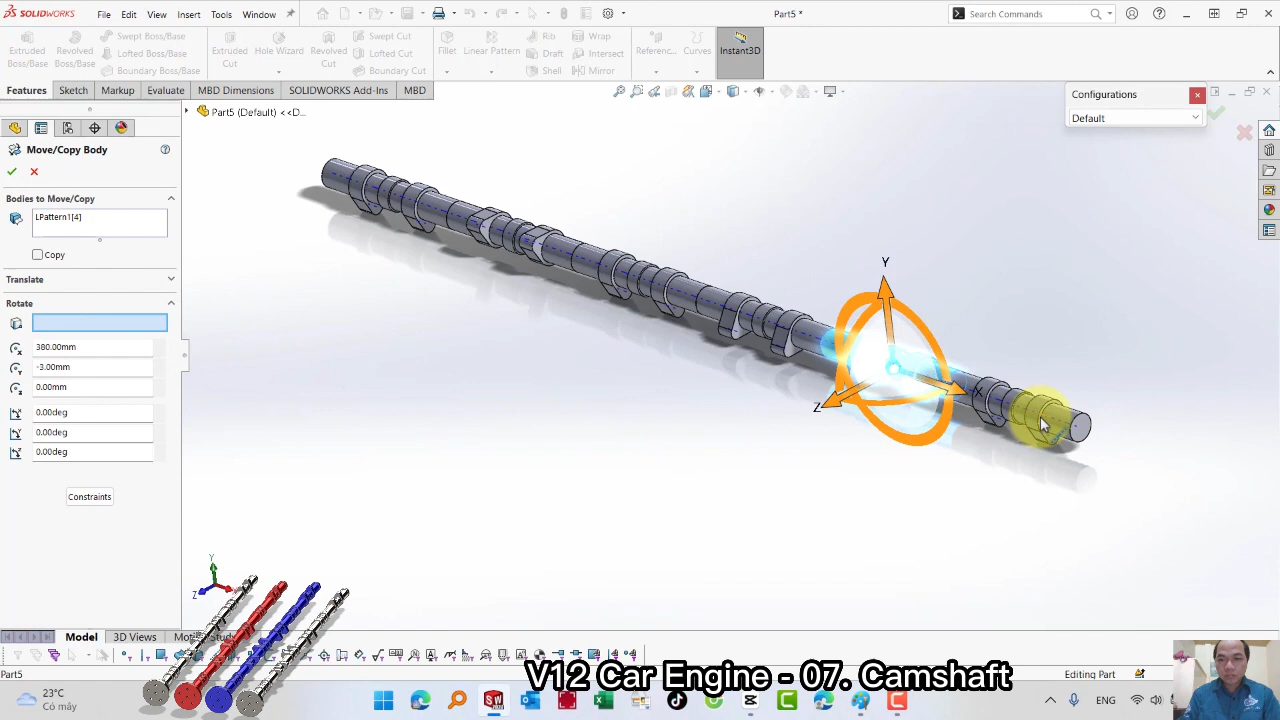 SOLIDWORKS File Edit View Insert Tools Window Part5 * Search Commands
Extruded Boss/Base Revolved Boss/Base Swept Boss/Base Lofted Boss/Base Boundary Boss/Base Extruded Cut Hole Wizard Revolved Cut Swept Cut Lofted Cut Boundary Cut Fillet Linear Pattern Rib Draft Shell Wrap Intersect Mirror Referenc... Curves Instant3D
Features Sketch Markup Evaluate MBD Dimensions SOLIDWORKS Add-Ins MBD
Configurations
Default
Part5 (Default) <<D...
Move/Copy Body
Bodies to Move/Copy
LPattern1[4]
Copy
Translate
Rotate
380.00mm
-3.00mm
0.00mm
0.00deg
0.00deg
0.00deg
Constraints
Y
X
Z
Y
Z
Model 3D Views
Part5 Editing Part
V12 Car Engine - 07. Camshaft
23°C
Có mây
ENG